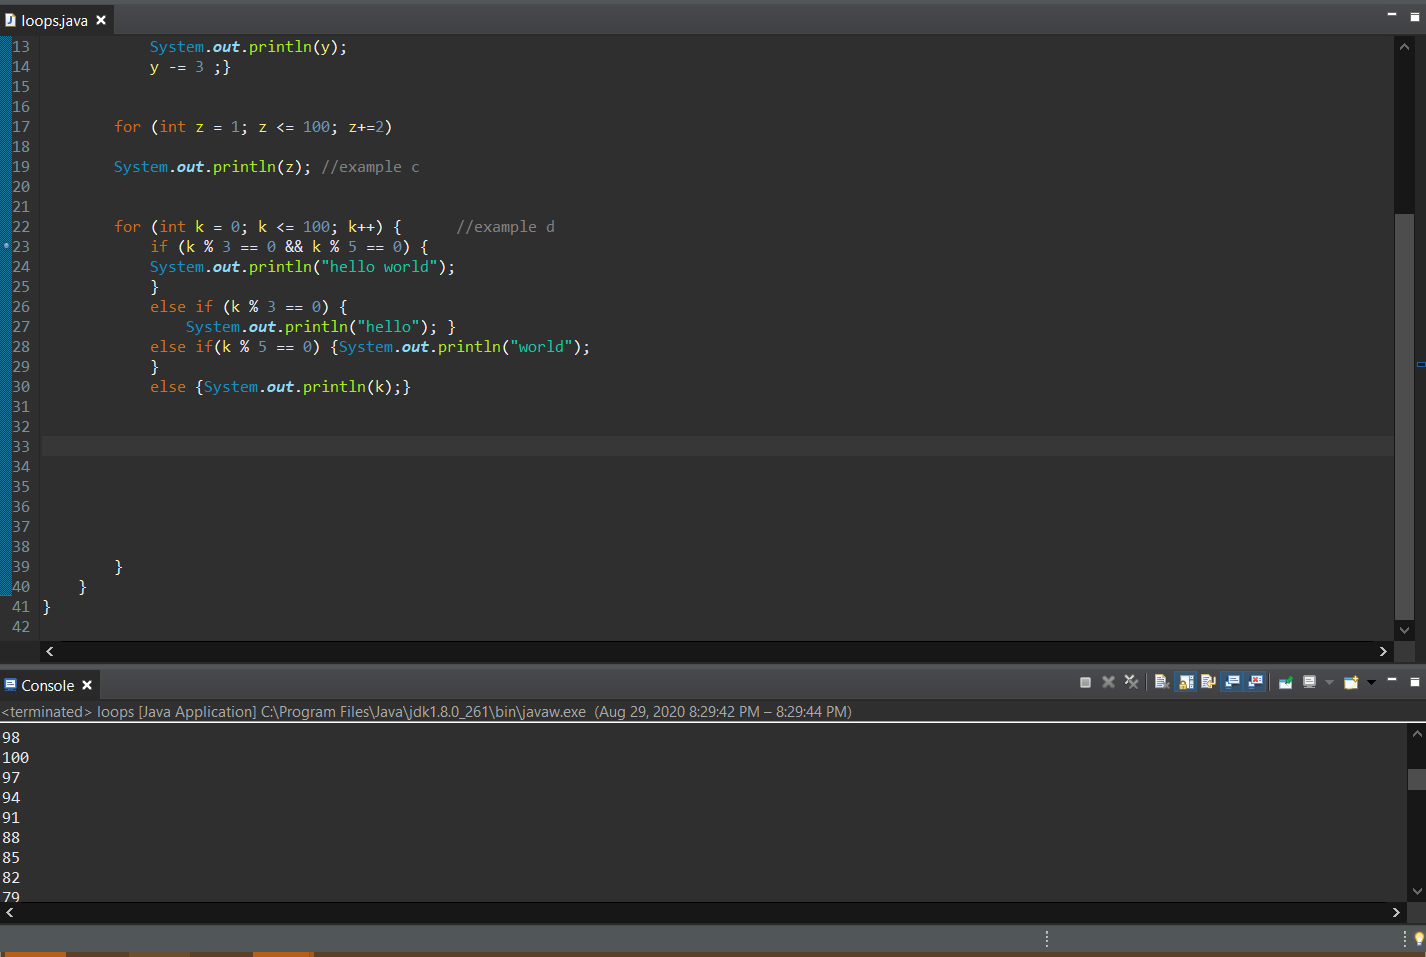 loops.java
13 System.out.println(y);
14 y -= 3 ;}
15
16
17 for (int z = 1; z <= 100; z+=2)
18
19 System.out.println(z); //example c
20
21
22 for (int k = 0; k <= 100; k++) { //example d
23 if (k % 3 == 0 && k % 5 == 0) {
24 System.out.println("hello world");
25 }
26 else if (k % 3 == 0) {
27 System.out.println("hello"); }
28 else if(k % 5 == 0) {System.out.println("world");
29 }
30 else {System.out.println(k);}
31
32
33
34
35
36
37
38
39 }
40 }
41 }
42
Console
<terminated> loops [Java Application] C:\Program Files\Java\jdk1.8.0_261\bin\javaw.exe (Aug 29, 2020 8:29:42 PM – 8:29:44 PM)
98
100
97
94
91
88
85
82
79